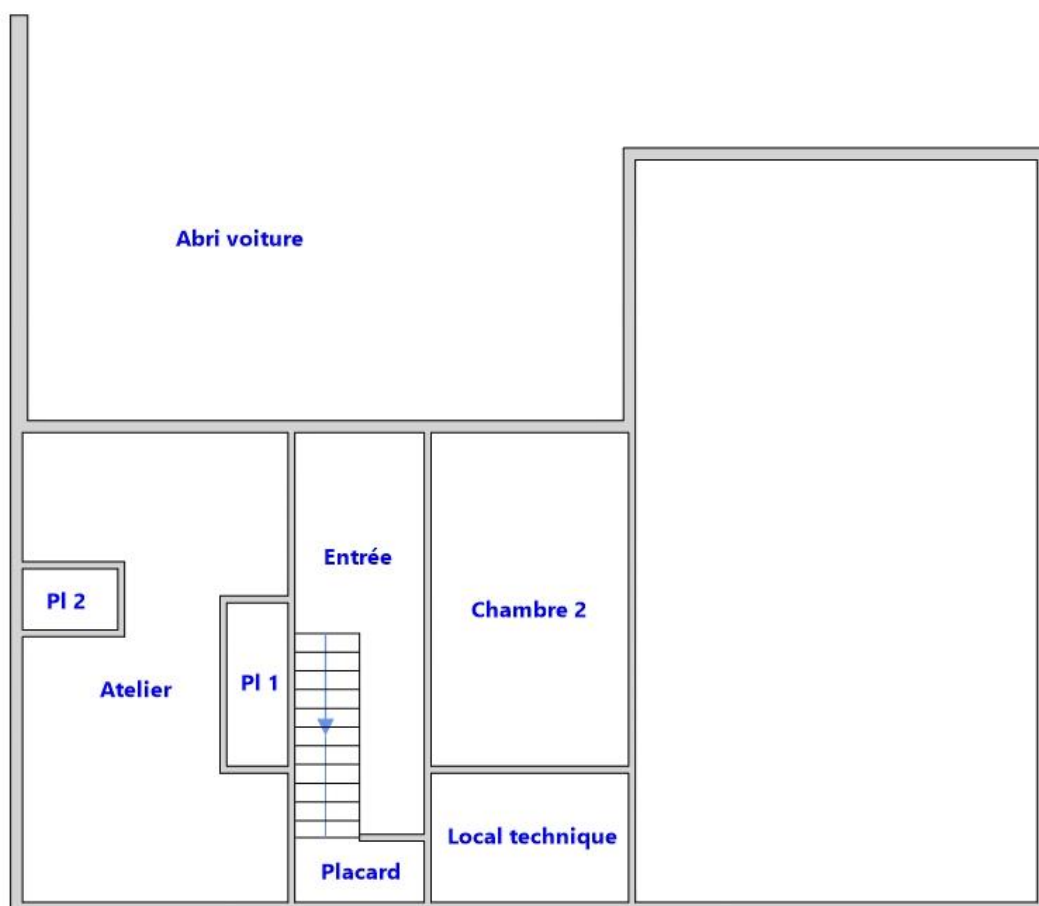 Abri voiture
Entrée
Pl 2
Chambre 2
Pl 1
Atelier
Local technique
Placard